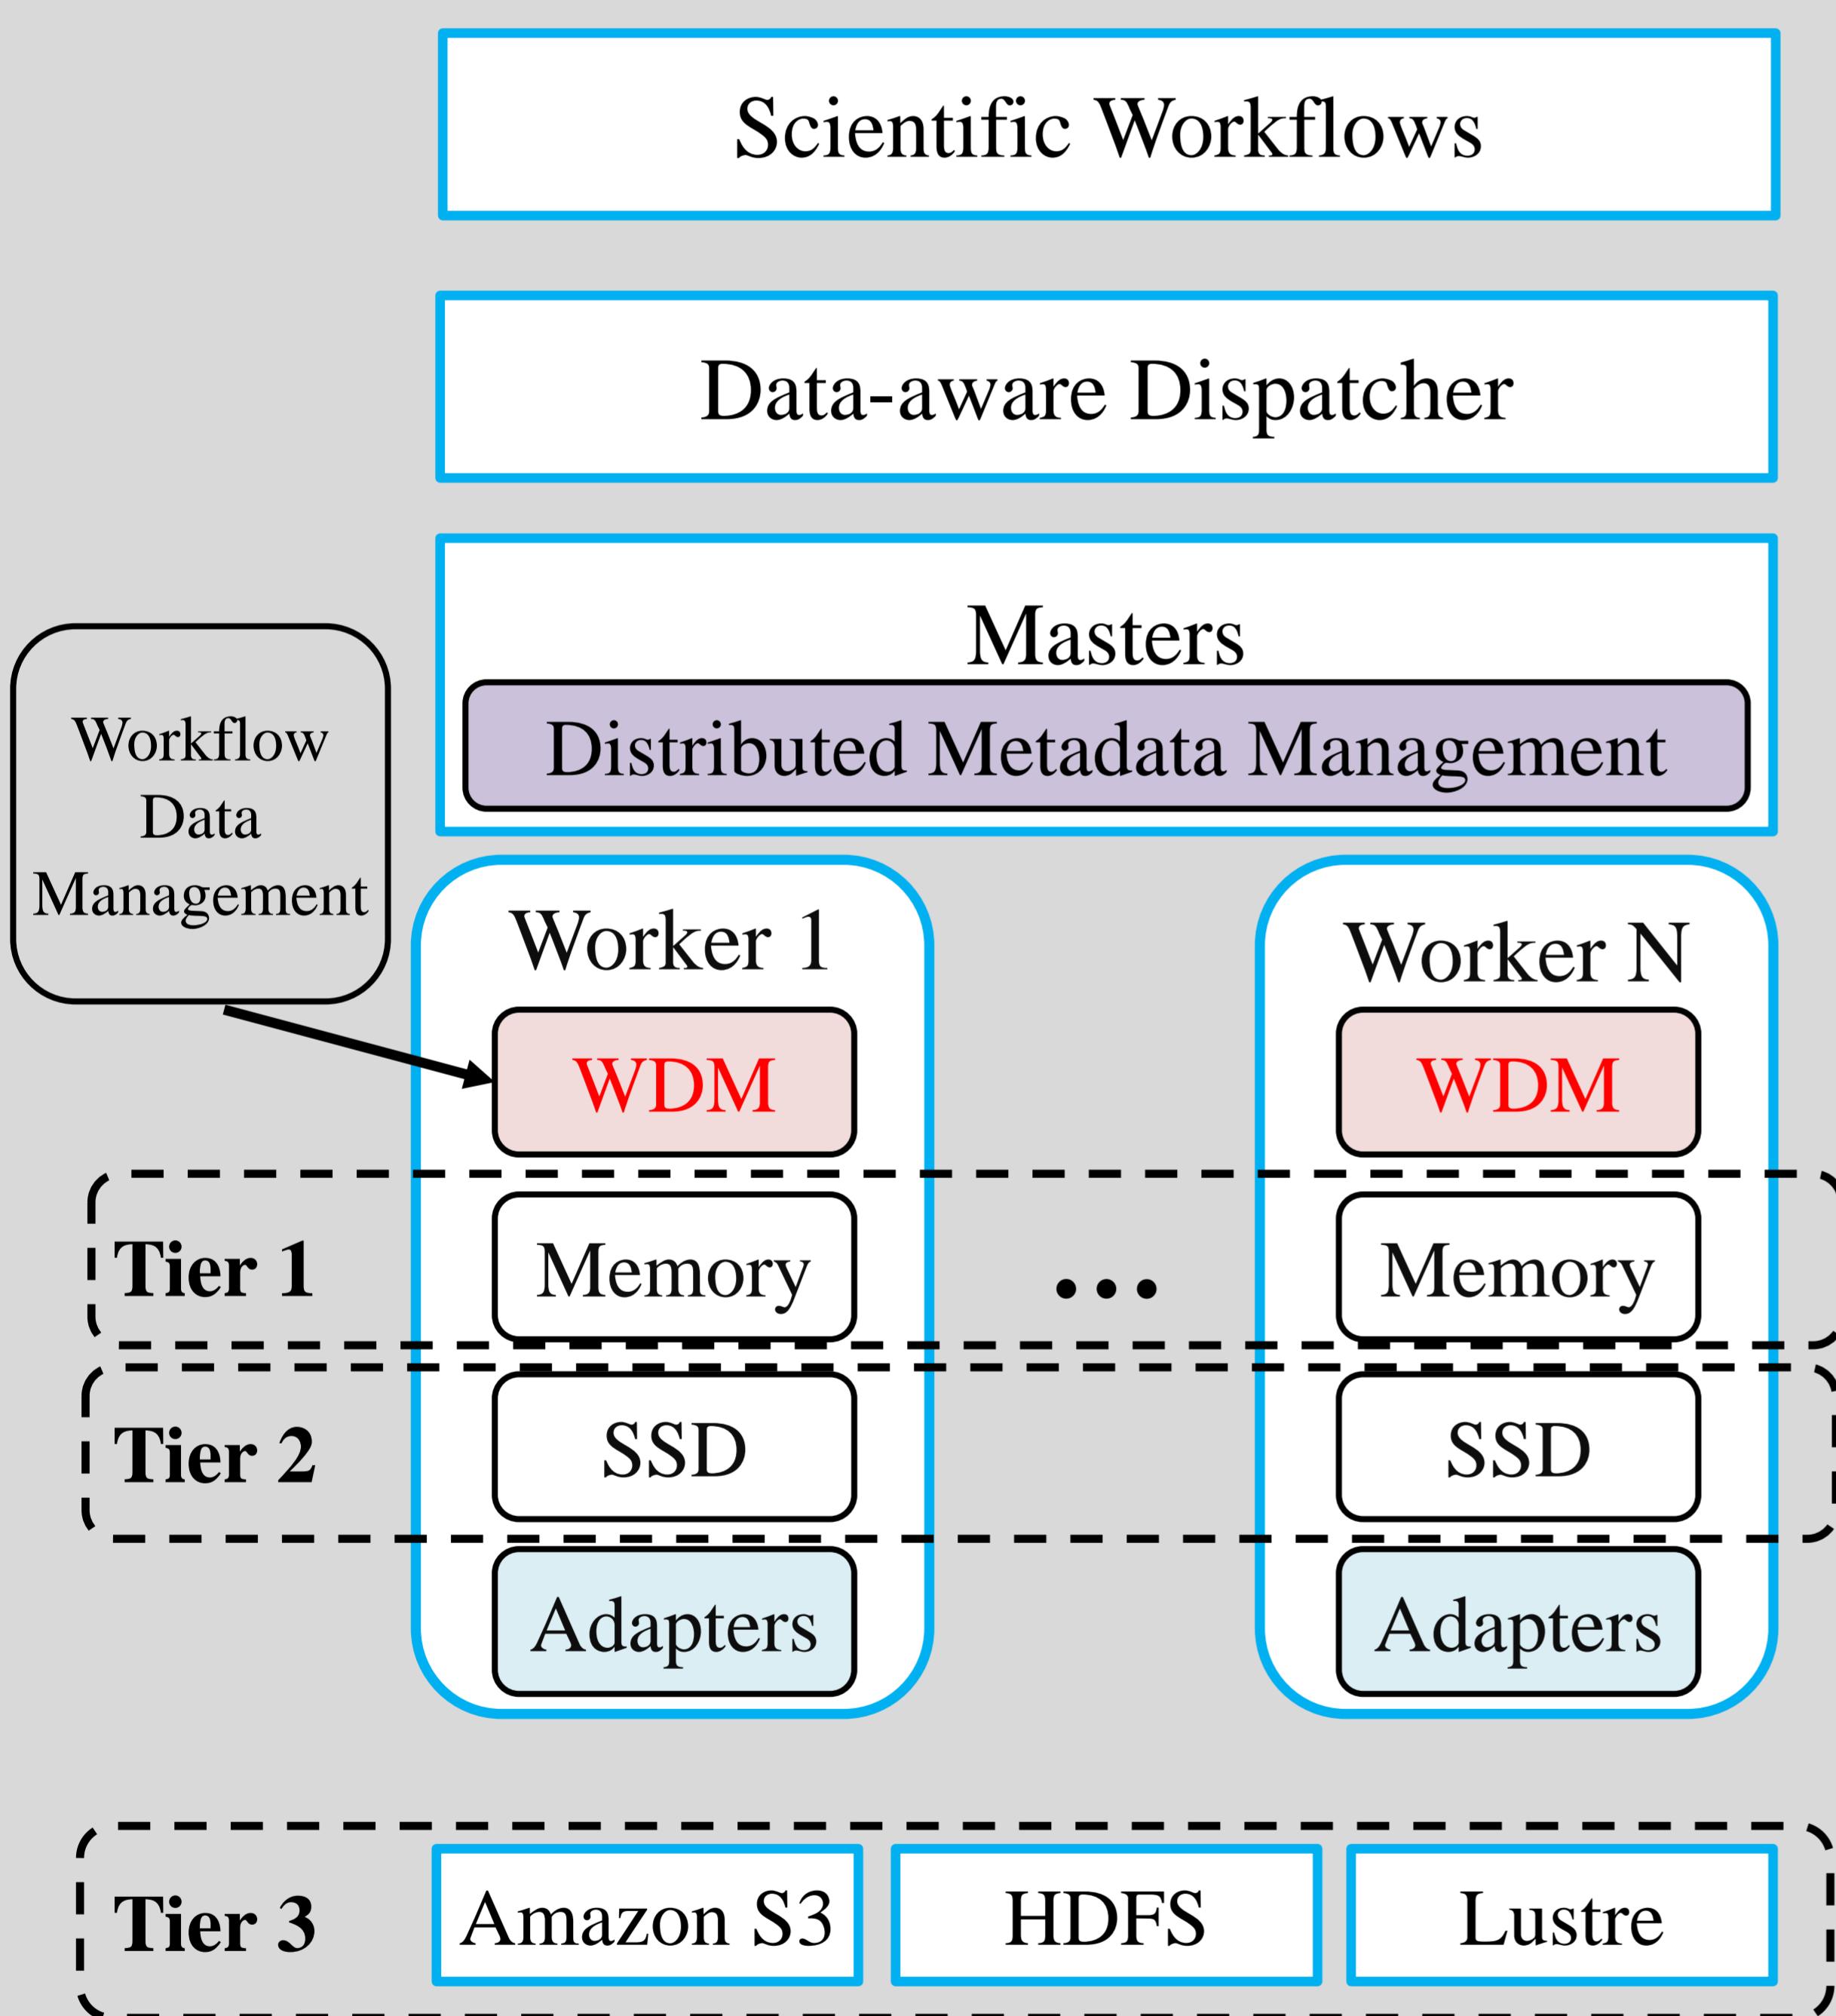 Scientific Workflows
Data-aware Dispatcher
Masters
Distributed Metadata Management
Workflow
Data
Management
Worker 1
Worker N
WDM
WDM
Tier 1
Memory
...
Memory
Tier 2
SSD
SSD
Adapters
Adapters
Tier 3
Amazon S3
HDFS
Lustre